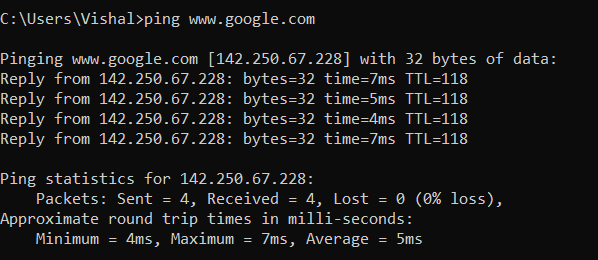 C:\Users\Vishal>ping www.google.com
Pinging www.google.com [142.250.67.228] with 32 bytes of data:
Reply from 142.250.67.228: bytes=32 time=7ms TTL=118
Reply from 142.250.67.228: bytes=32 time=5ms TTL=118
Reply from 142.250.67.228: bytes=32 time=4ms TTL=118
Reply from 142.250.67.228: bytes=32 time=7ms TTL=118
Ping statistics for 142.250.67.228:
Packets: Sent = 4, Received = 4, Lost = 0 (0% loss),
Approximate round trip times in milli-seconds:
Minimum = 4ms, Maximum = 7ms, Average = 5ms